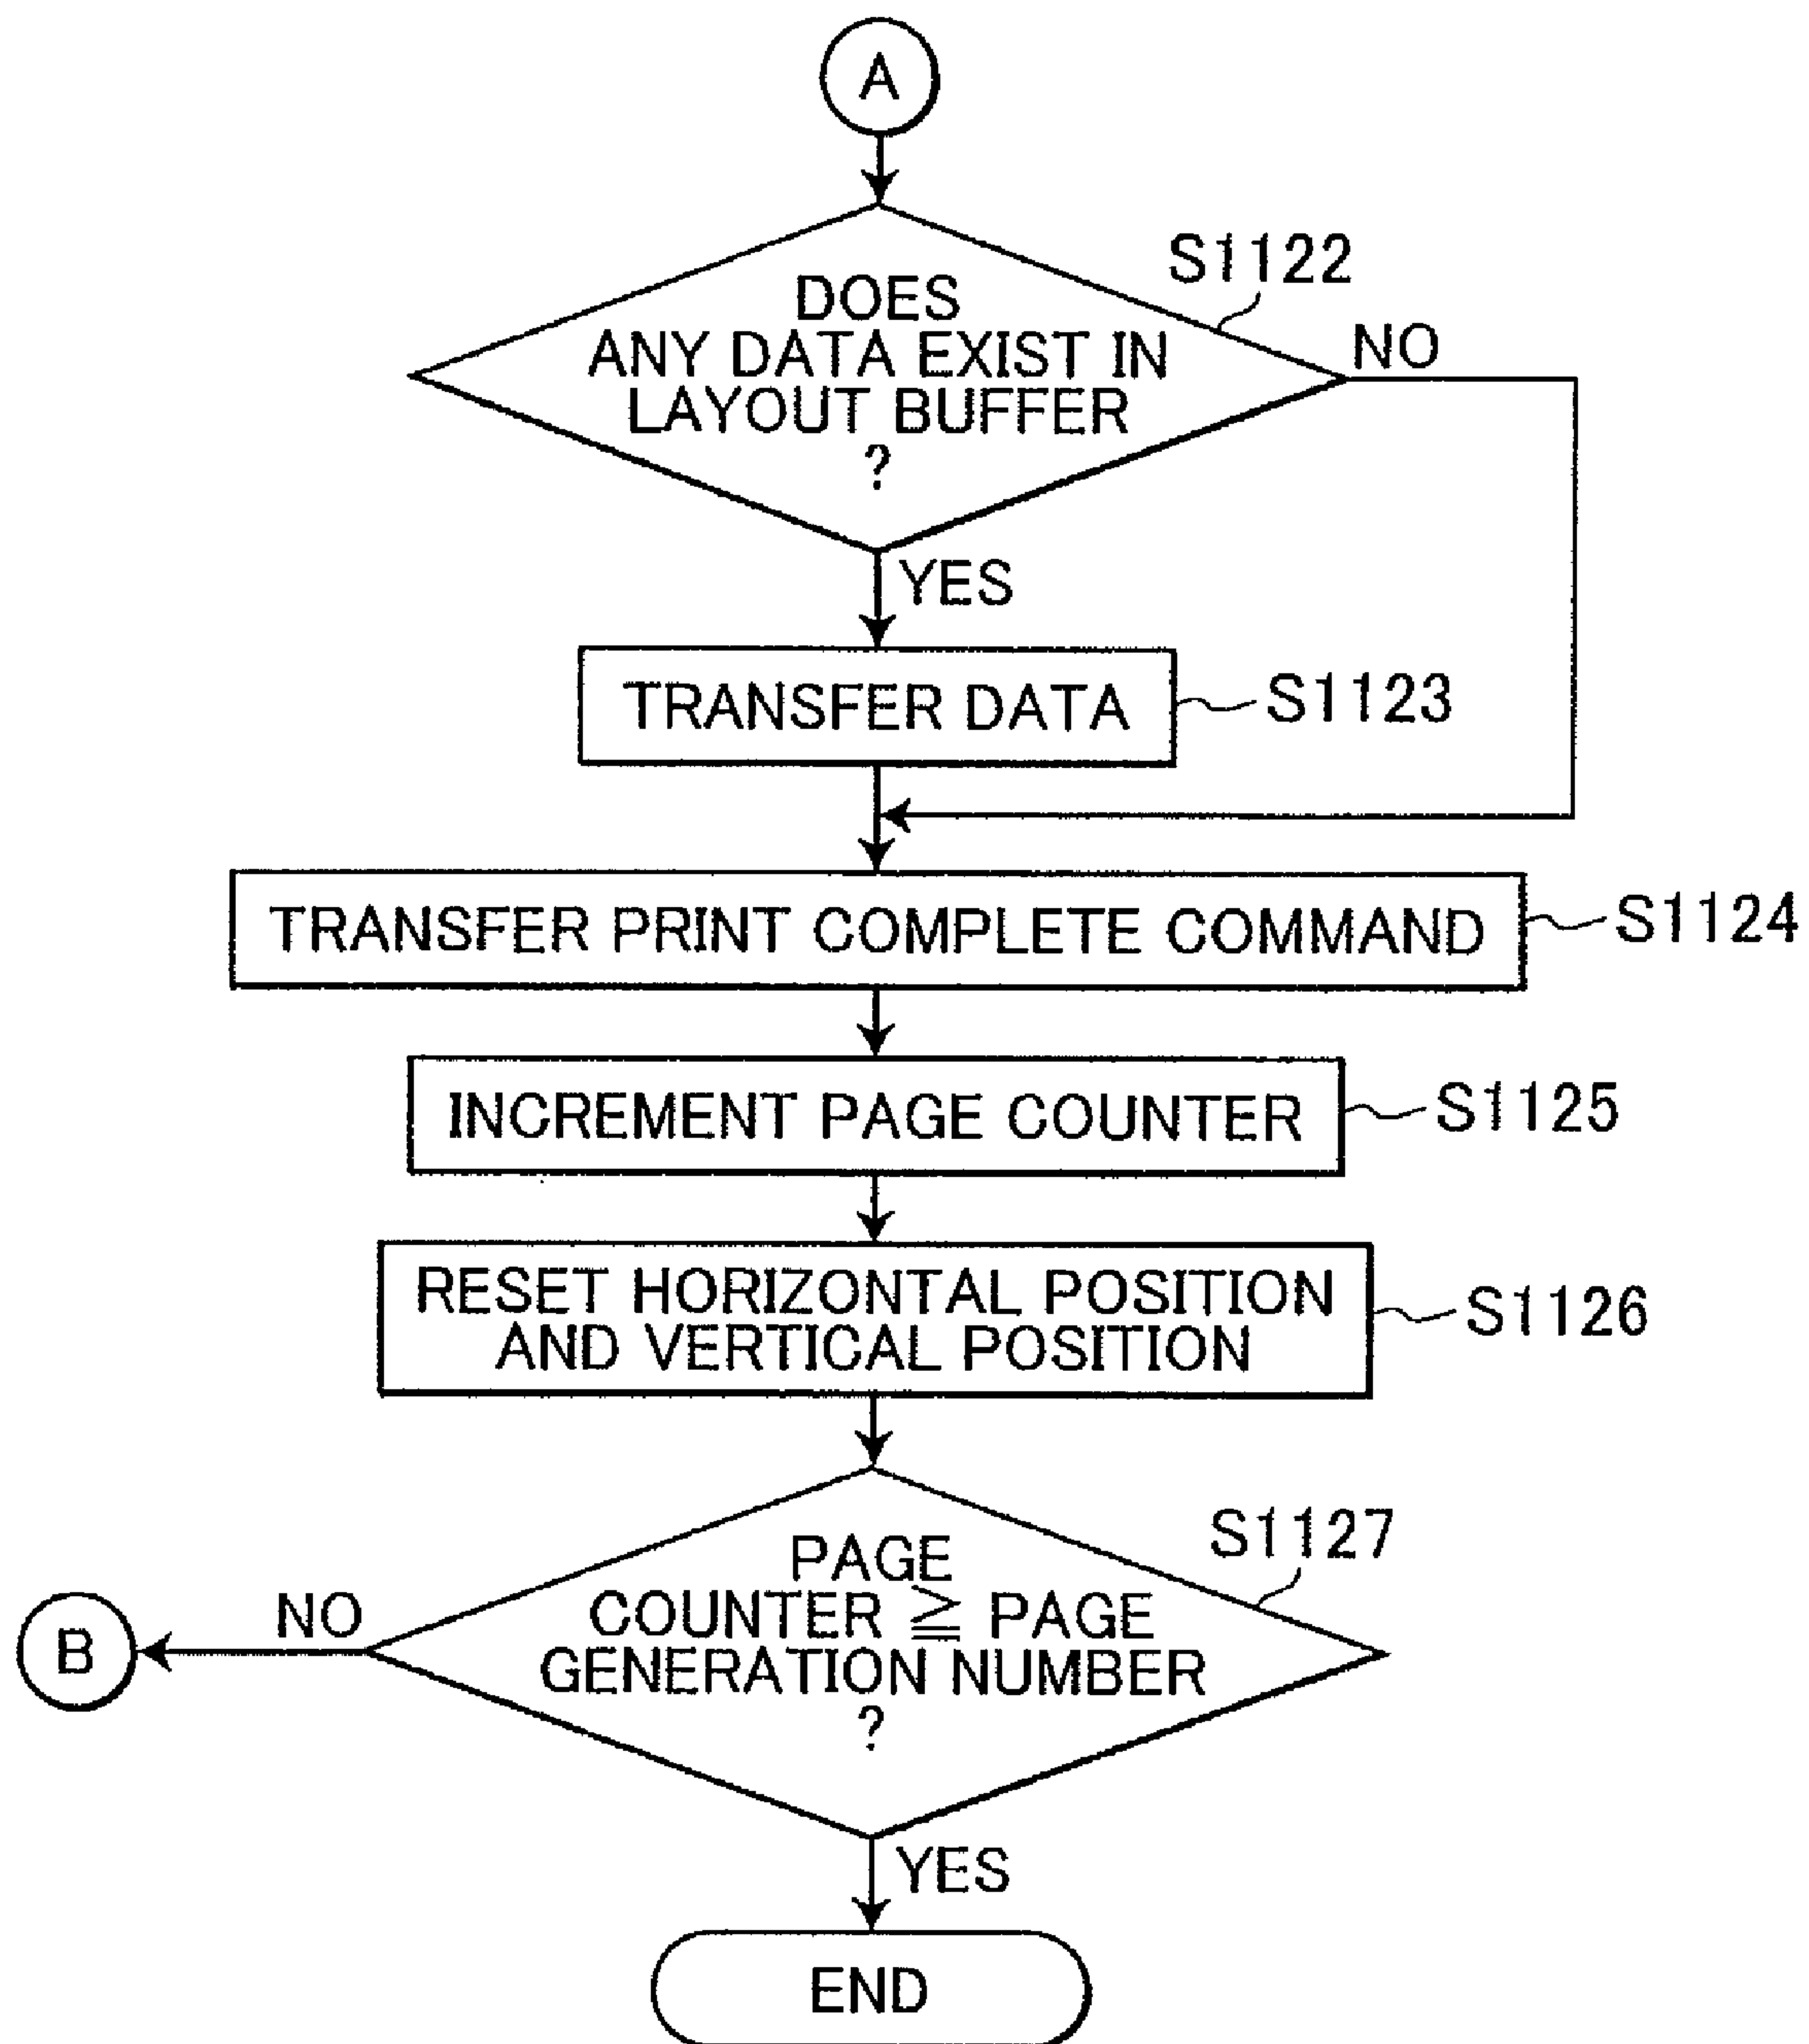 A
S1122
DOES
ANY DATA EXIST IN
LAYOUT BUFFER
?
NO
YES
TRANSFER DATA
S1123
TRANSFER PRINT COMPLETE COMMAND
S1124
INCREMENT PAGE COUNTER
S1125
RESET HORIZONTAL POSITION
AND VERTICAL POSITION
S1126
S1127
PAGE
COUNTER ≧ PAGE
GENERATION NUMBER
?
NO
B
YES
END